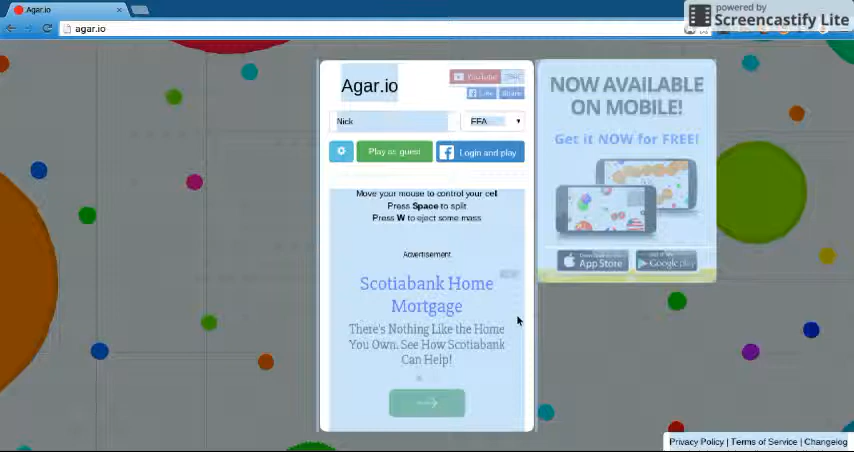 Agar.io
powered by
Screencastify Lite
agar.io
Agar.io
YouTube
Like
Share
Nick
FFA
Play as guest
Login and play
Move your mouse to control your cell
Press Space to split
Press W to eject some mass
Advertisement
Scotiabank Home
Mortgage
There's Nothing Like the Home
You Own. See How Scotiabank
Can Help!
NOW AVAILABLE
ON MOBILE!
Get it NOW for FREE!
App Store
Google play
Privacy Policy | Terms of Service | Changelog